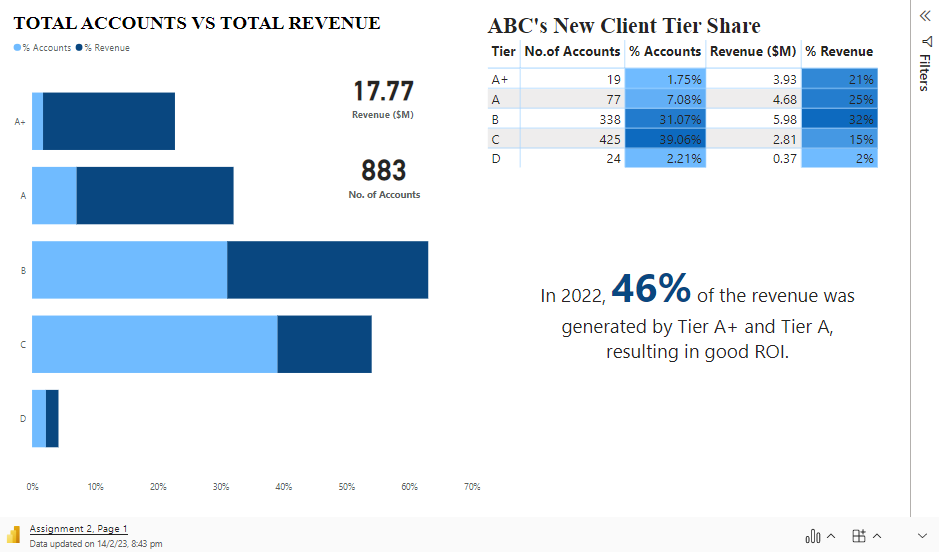 TOTAL ACCOUNTS VS TOTAL REVENUE
% Accounts % Revenue
17.77
Revenue ($M)
883
No. of Accounts
A+
A
B
C
D
0% 10% 20% 30% 40% 50% 60% 70%
ABC's New Client Tier Share
Tier No.of Accounts % Accounts Revenue ($M) % Revenue
A+ 19 1.75% 3.93 21%
A 77 7.08% 4.68 25%
B 338 31.07% 5.98 32%
C 425 39.06% 2.81 15%
D 24 2.21% 0.37 2%
In 2022, 46% of the revenue was
generated by Tier A+ and Tier A,
resulting in good ROI.
Filters
Assignment 2, Page 1
Data updated on 14/2/23, 8:43 pm